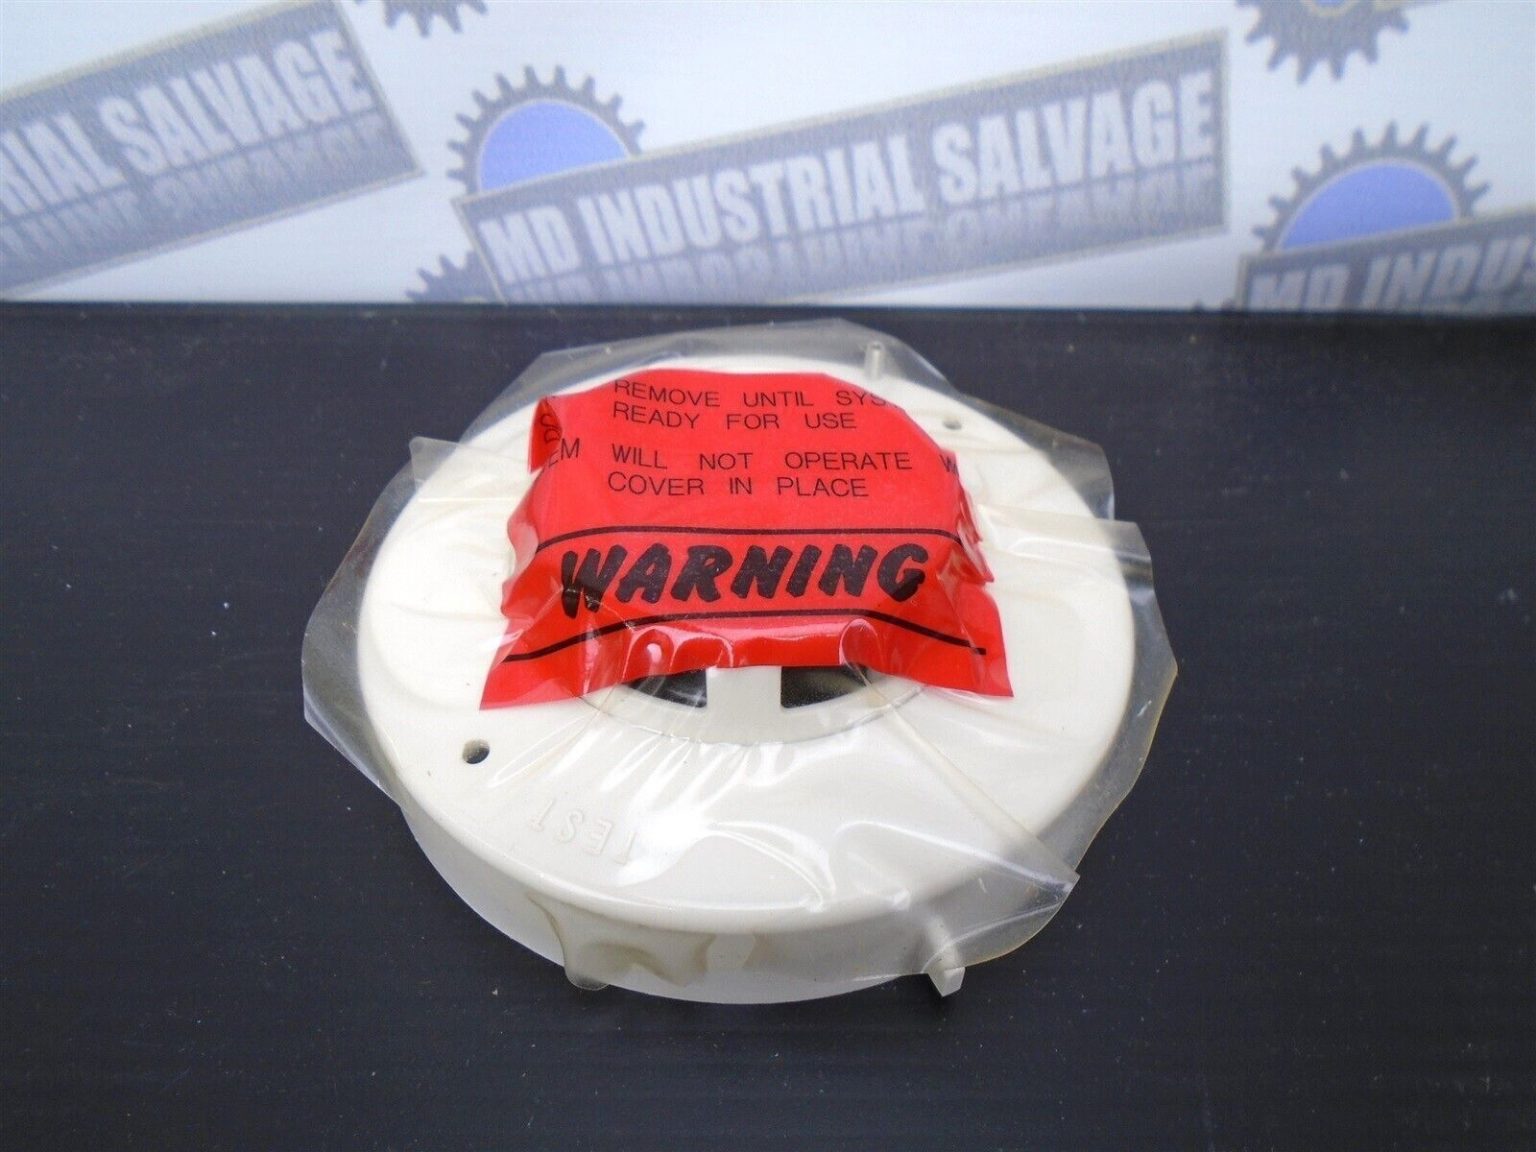 RIAL SALVAGE
MD INDUSTRIAL SALVAGE
MD INDUS
REMOVE UNTIL SYS
READY FOR USE
EM WILL NOT OPERATE W
COVER IN PLACE
WARNING
TEST